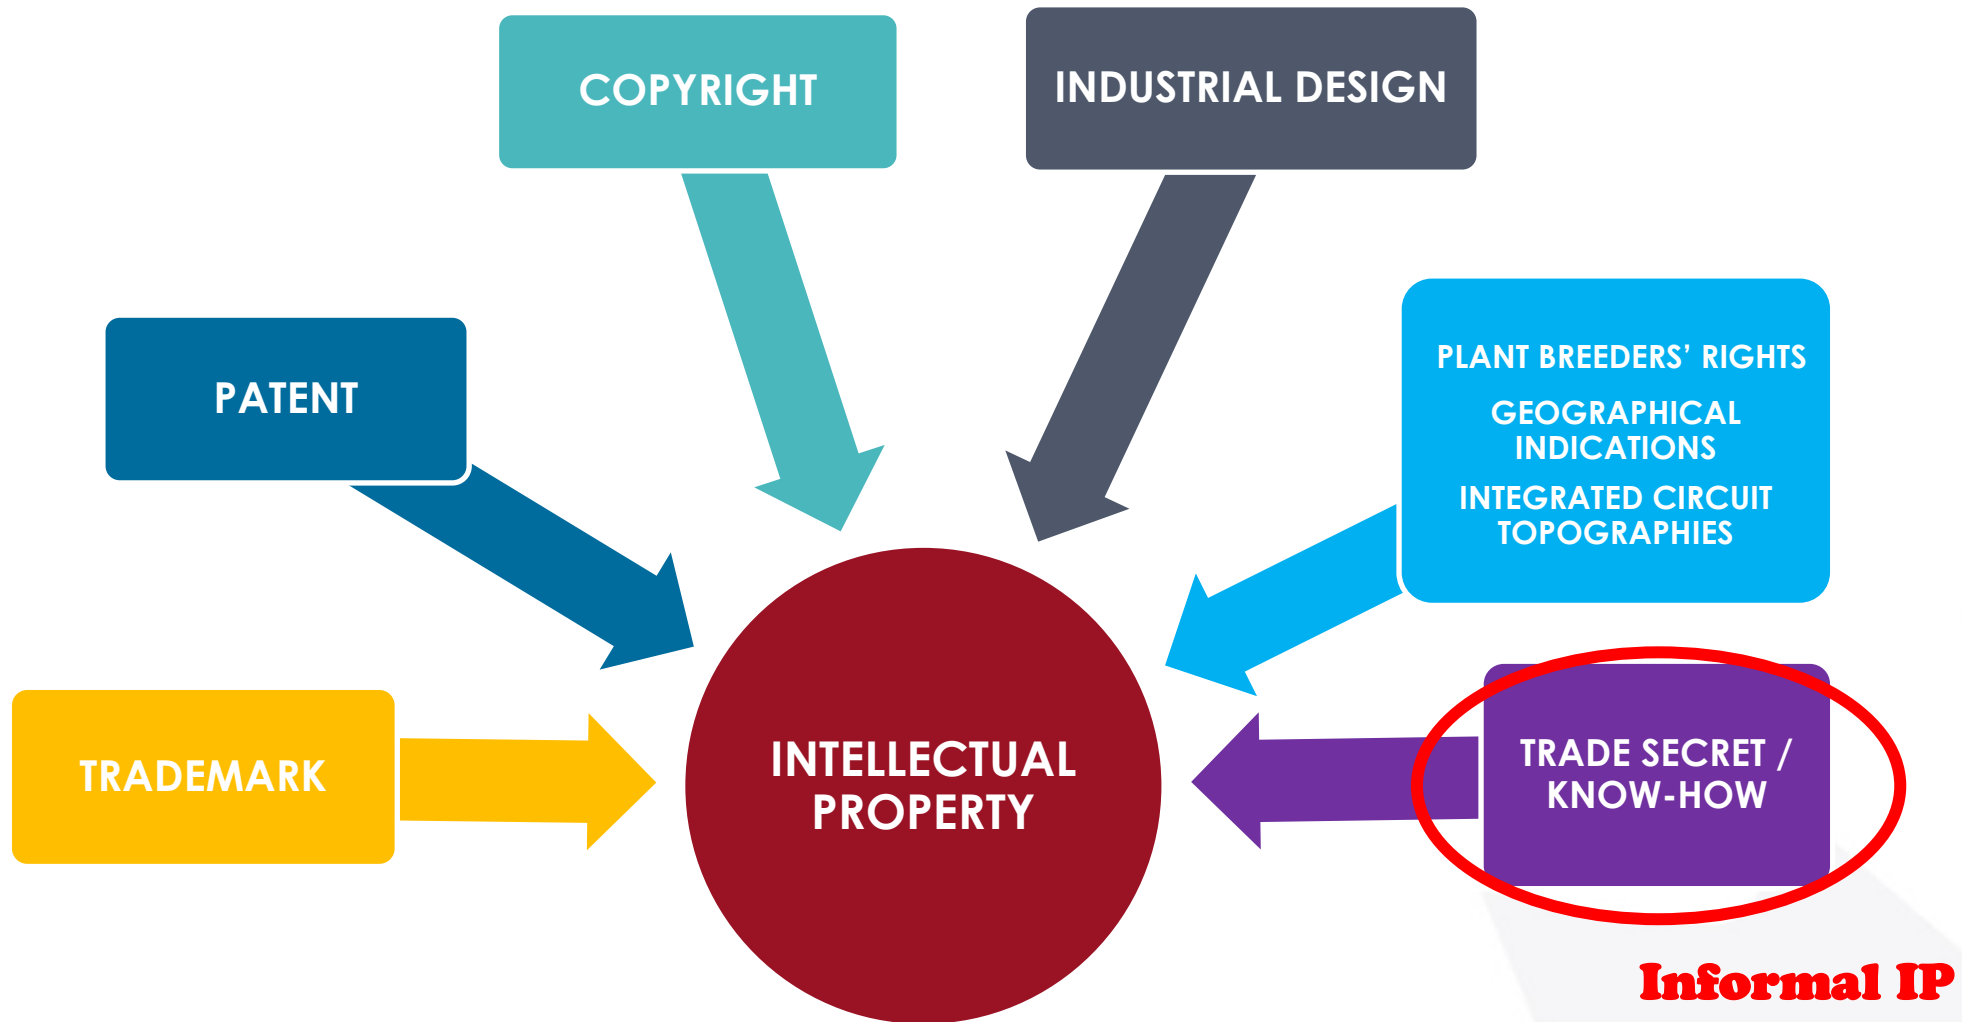 COPYRIGHT
INDUSTRIAL DESIGN
PATENT
PLANT BREEDERS’ RIGHTS
GEOGRAPHICAL
INDICATIONS
INTEGRATED CIRCUIT
TOPOGRAPHIES
TRADEMARK
INTELLECTUAL
PROPERTY
TRADE SECRET /
KNOW-HOW
Informal IP